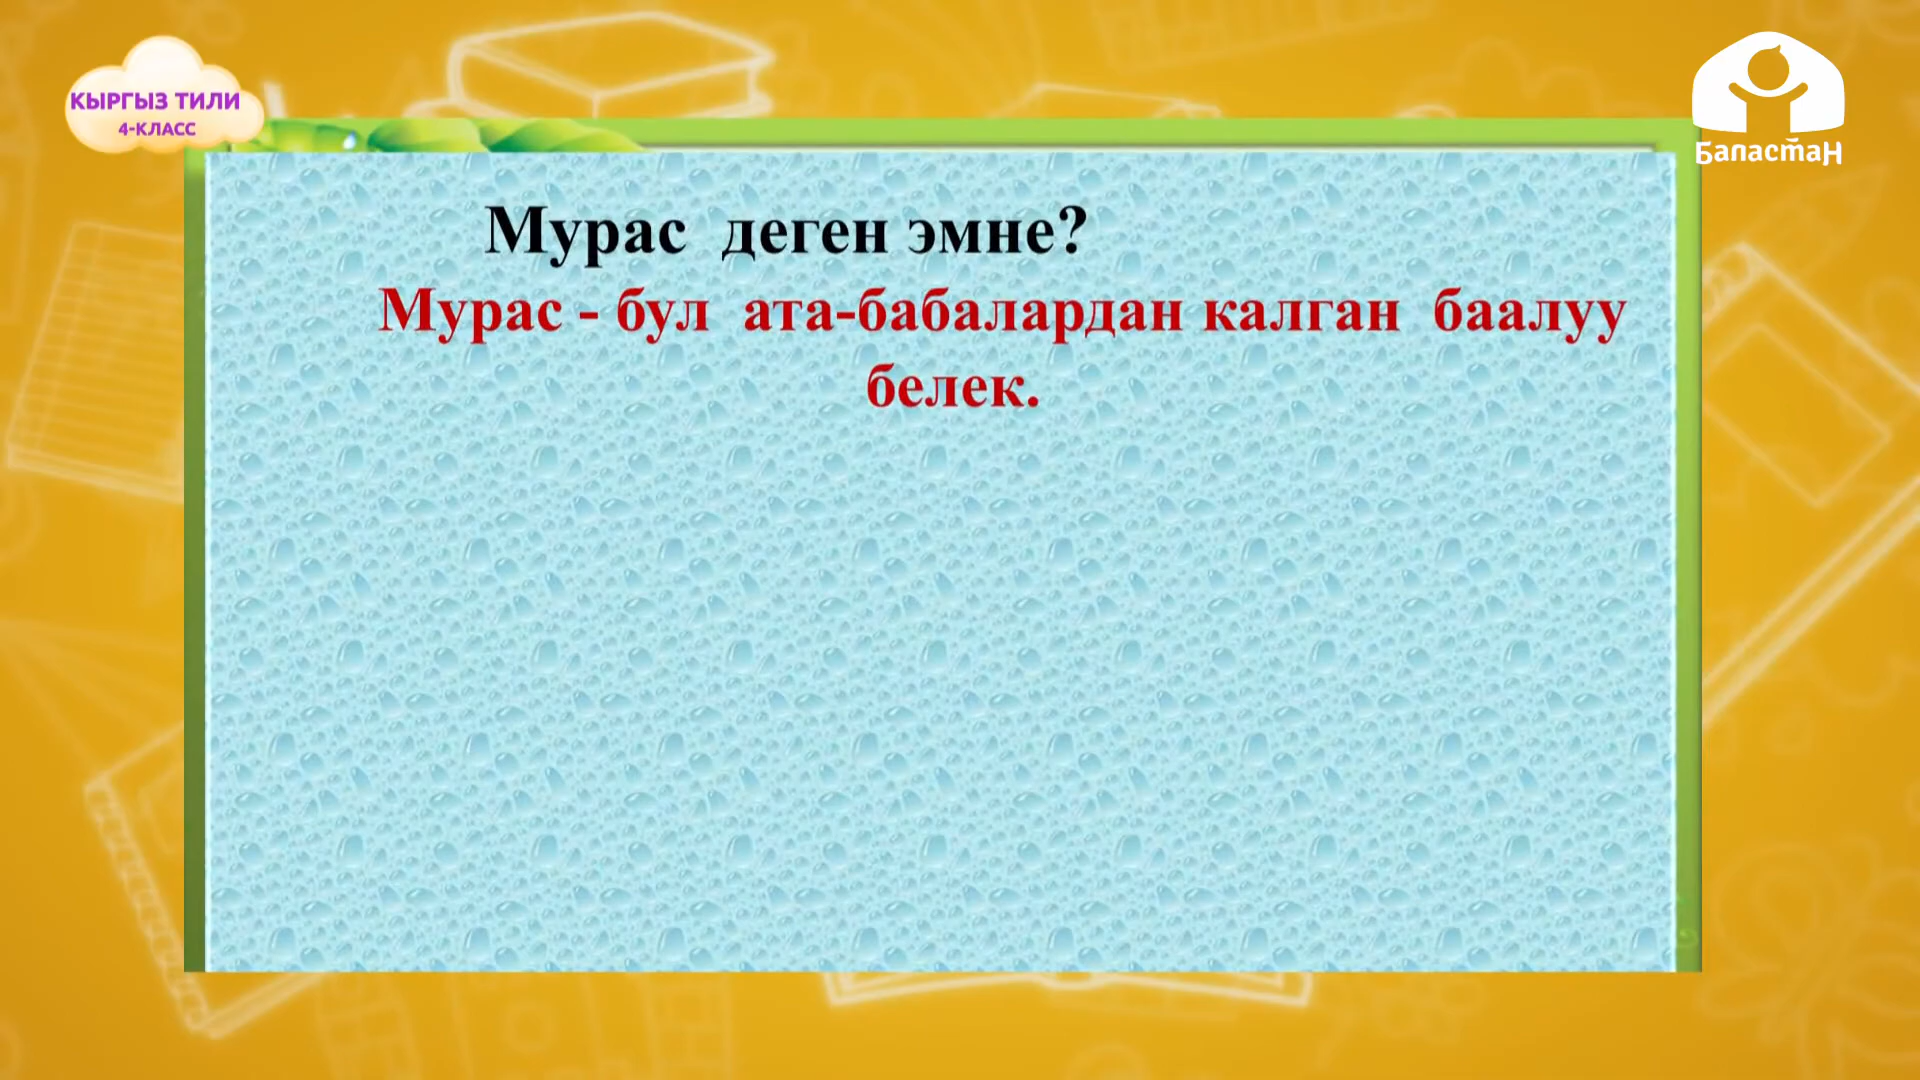 КЫРГЫЗ ТИЛИ
4-КЛАСС
Баластан
Мурас деген эмне?
Мурас - бул ата-бабалардан калган баалуу
белек.